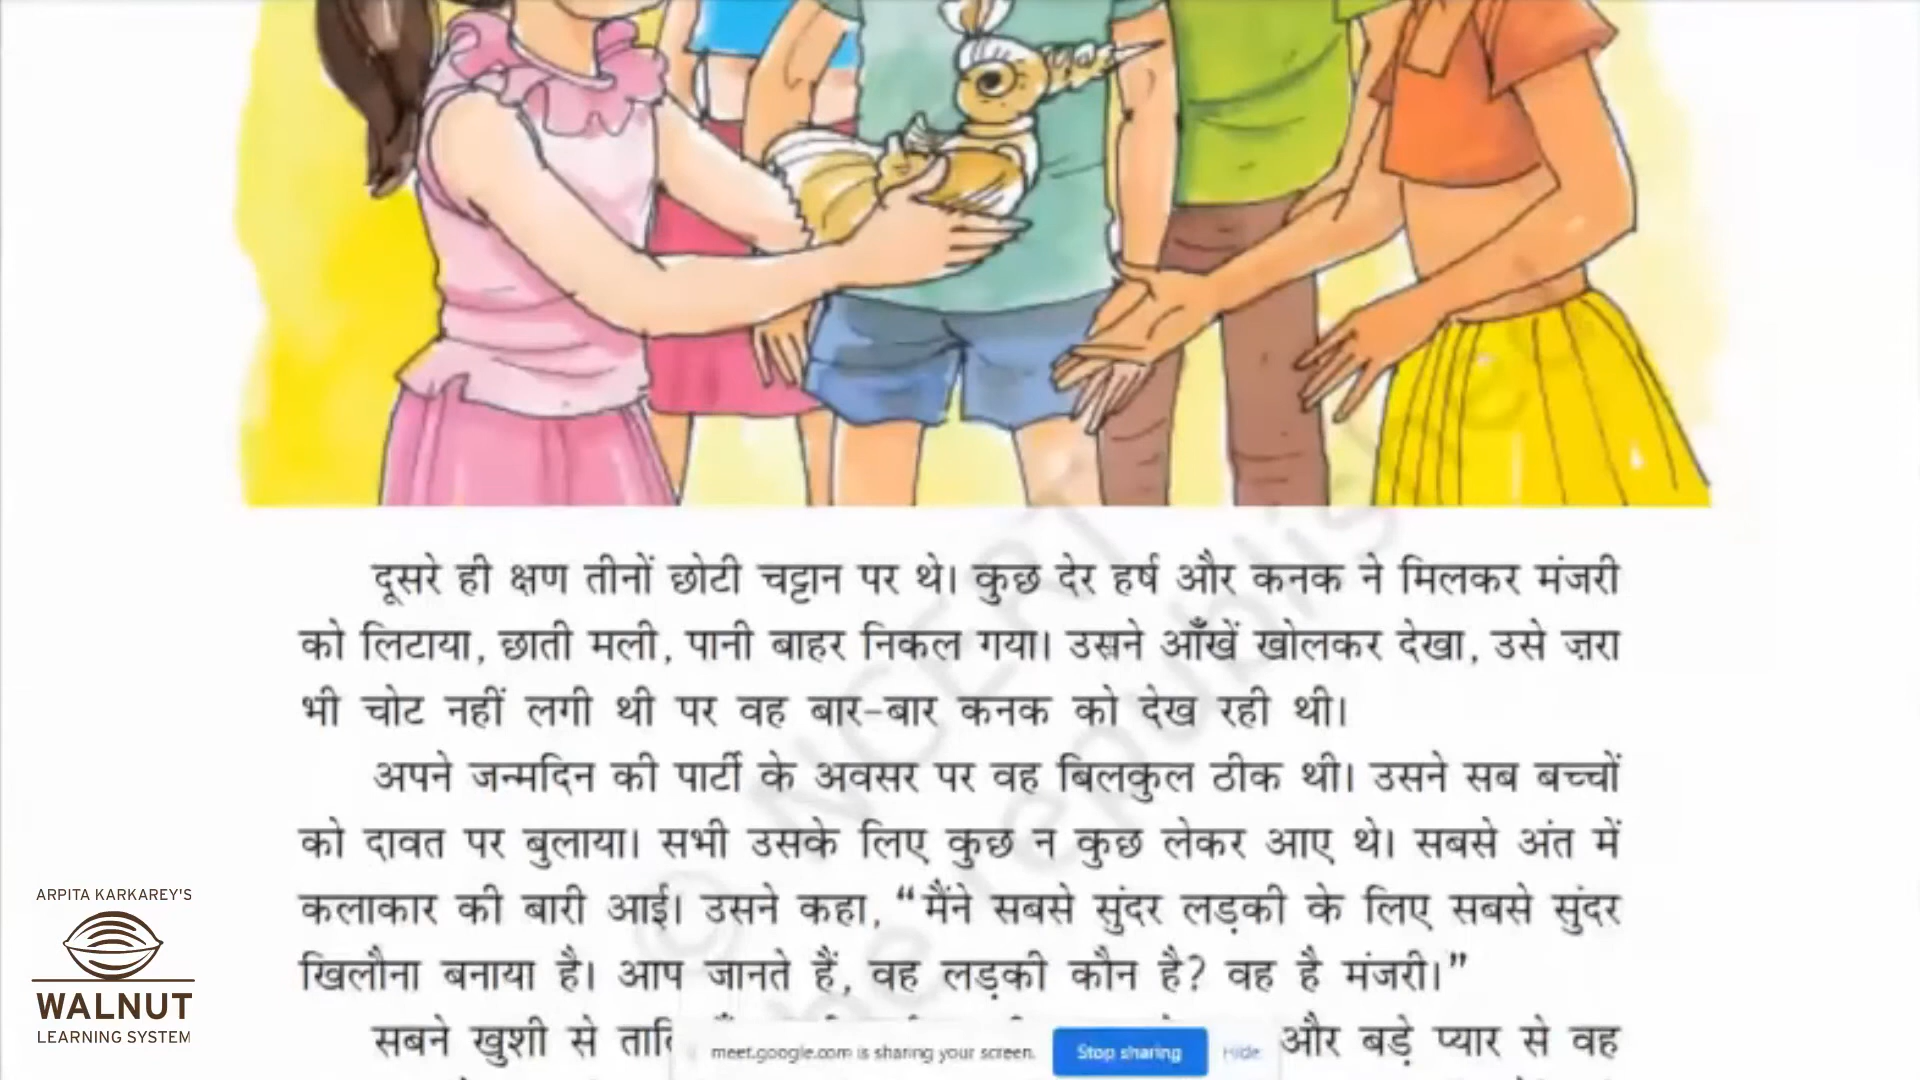 दूसरे ही क्षण तीनों छोटी चट्टान पर थे। कुछ देर हर्ष और कनक ने मिलकर मंजरी
को लिटाया, छाती मली, पानी बाहर निकल गया। उसने आँखें खोलकर देखा, उसे ज़रा
भी चोट नहीं लगी थी पर वह बार-बार कनक को देख रही थी।
अपने जन्मदिन की पार्टी के अवसर पर वह बिलकुल ठीक थी। उसने सब बच्चों
को दावत पर बुलाया। सभी उसके लिए कुछ न कुछ लेकर आए थे। सबसे अंत में
कलाकार की बारी आई। उसने कहा, “मैंने सबसे सुंदर लड़की के लिए सबसे सुंदर
खिलौना बनाया है। आप जानते हैं, वह लड़की कौन है? वह है मंजरी।”
सबने खुशी से और बड़े प्यार से वह
© NCERT
be republished
ARPITA KARKAREY'S
WALNUT
LEARNING SYSTEM
meet.google.com is sharing your screen.
Stop sharing
Hide